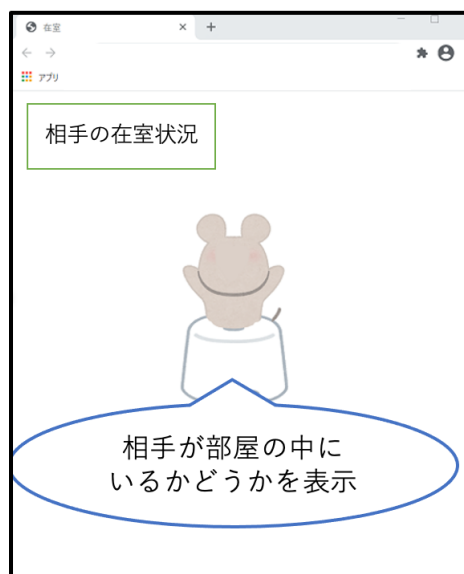 在室
アプリ
相手の在室状況
相手が部屋の中に
いるかどうかを表示